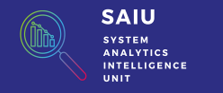 SAIU
SYSTEM
ANALYTICS
INTELLIGENCE
UNIT